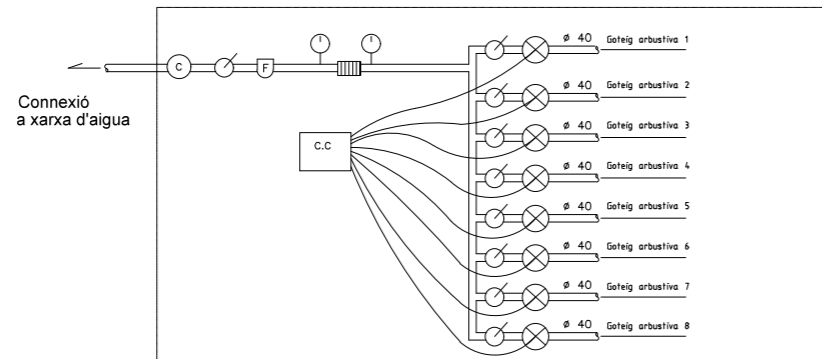 ø 40 Goteig arbustiva 1
C
F
Connexió
a xarxa d'aigua
ø 40 Goteig arbustiva 2
ø 40 Goteig arbustiva 3
C.C
ø 40 Goteig arbustiva 4
ø 40 Goteig arbustiva 5
ø 40 Goteig arbustiva 6
ø 40 Goteig arbustiva 7
ø 40 Goteig arbustiva 8